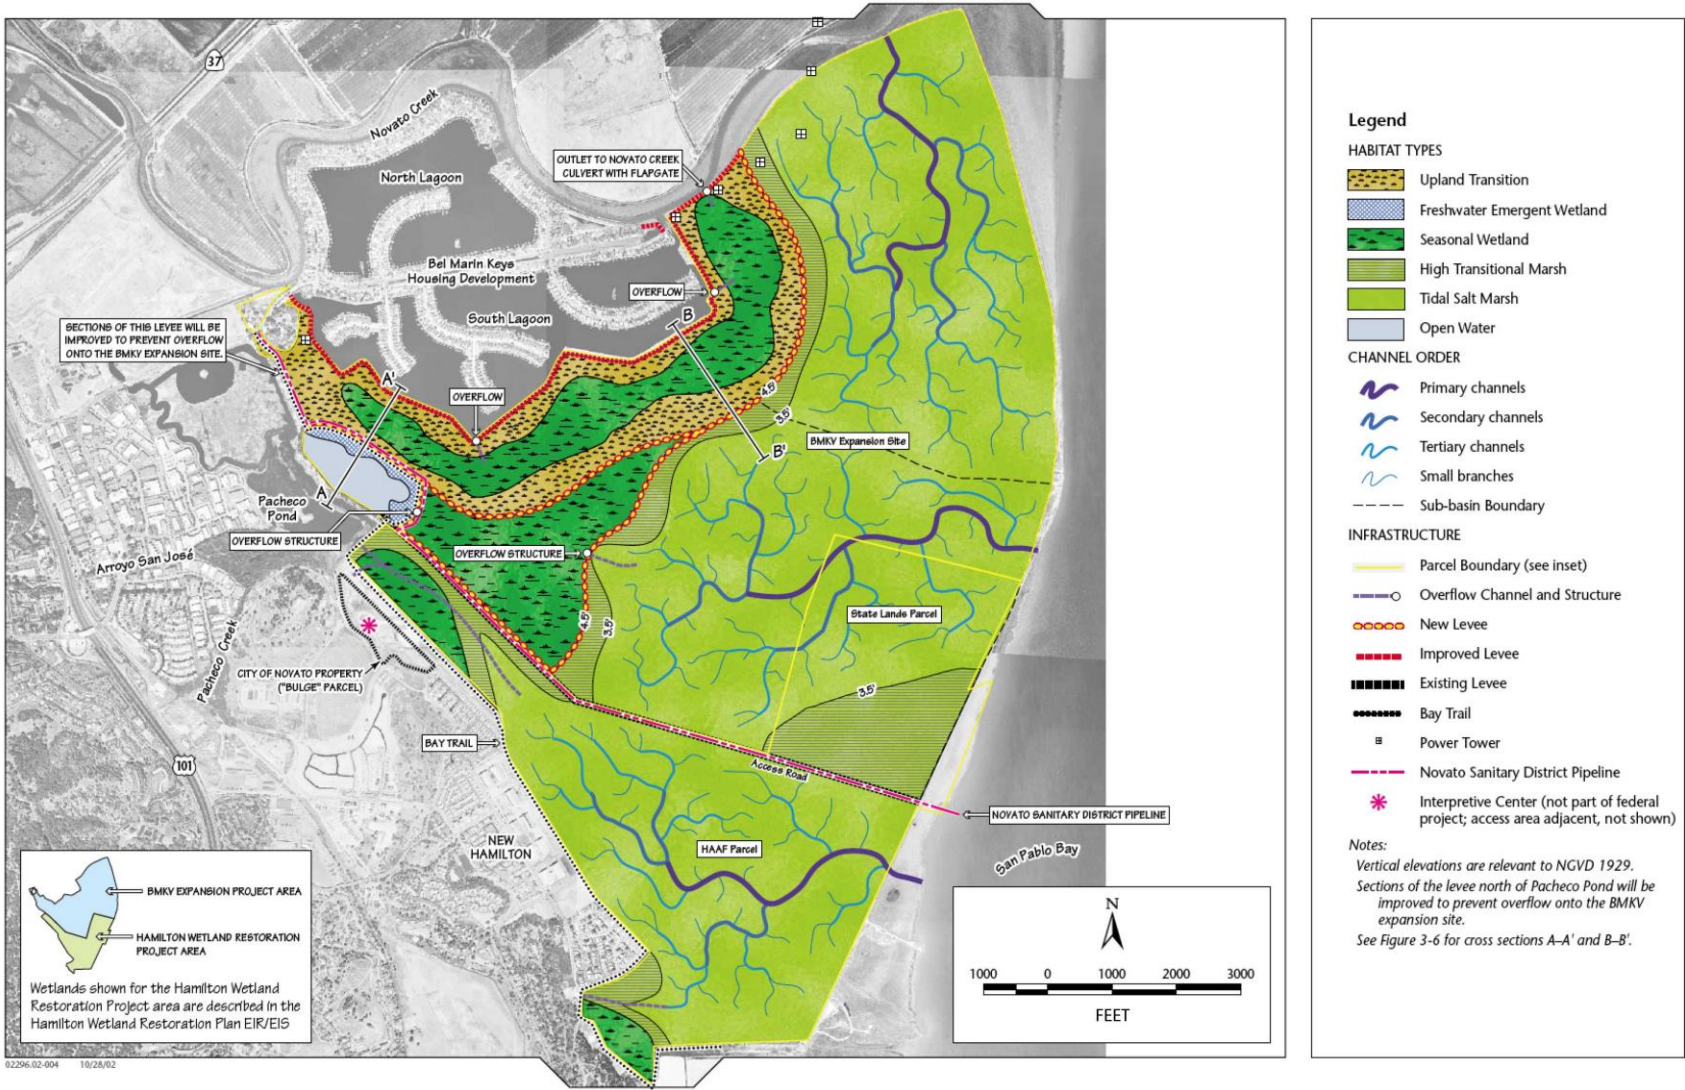 37
Novato Creek
North Lagoon
OUTLET TO NOVATO CREEK
CULVERT WITH FLAPGATE
Bel Marin Keys
Housing Development
OVERFLOW
South Lagoon
SECTIONS OF THIS LEVEE WILL BE
IMPROVED TO PREVENT OVERFLOW
ONTO THE BMKV EXPANSION SITE.
B
A'
OVERFLOW
4.5'
3.5'
BMKV Expansion Site
B'
A
Pacheco
Pond
OVERFLOW STRUCTURE
OVERFLOW STRUCTURE
Arroyo San José
4.5'
3.5'
State Lands Parcel
Pacheco Creek
CITY OF NOVATO PROPERTY
("BULGE" PARCEL)
3.5'
BAY TRAIL
101
Access Road
NOVATO SANITARY DISTRICT PIPELINE
NEW
HAMILTON
HAAF Parcel
San Pablo Bay
BMKV EXPANSION PROJECT AREA
HAMILTON WETLAND RESTORATION
PROJECT AREA
Wetlands shown for the Hamilton Wetland
Restoration Project area are described in the
Hamilton Wetland Restoration Plan EIR/EIS
N
1000 0 1000 2000 3000
FEET
02296.02-004 10/28/02
Legend
HABITAT TYPES
Upland Transition
Freshwater Emergent Wetland
Seasonal Wetland
High Transitional Marsh
Tidal Salt Marsh
Open Water
CHANNEL ORDER
Primary channels
Secondary channels
Tertiary channels
Small branches
Sub-basin Boundary
INFRASTRUCTURE
Parcel Boundary (see inset)
Overflow Channel and Structure
New Levee
Improved Levee
Existing Levee
Bay Trail
Power Tower
Novato Sanitary District Pipeline
Interpretive Center (not part of federal
project; access area adjacent, not shown)
Notes:
Vertical elevations are relevant to NGVD 1929.
Sections of the levee north of Pacheco Pond will be
improved to prevent overflow onto the BMKV
expansion site.
See Figure 3-6 for cross sections A–A' and B–B'.